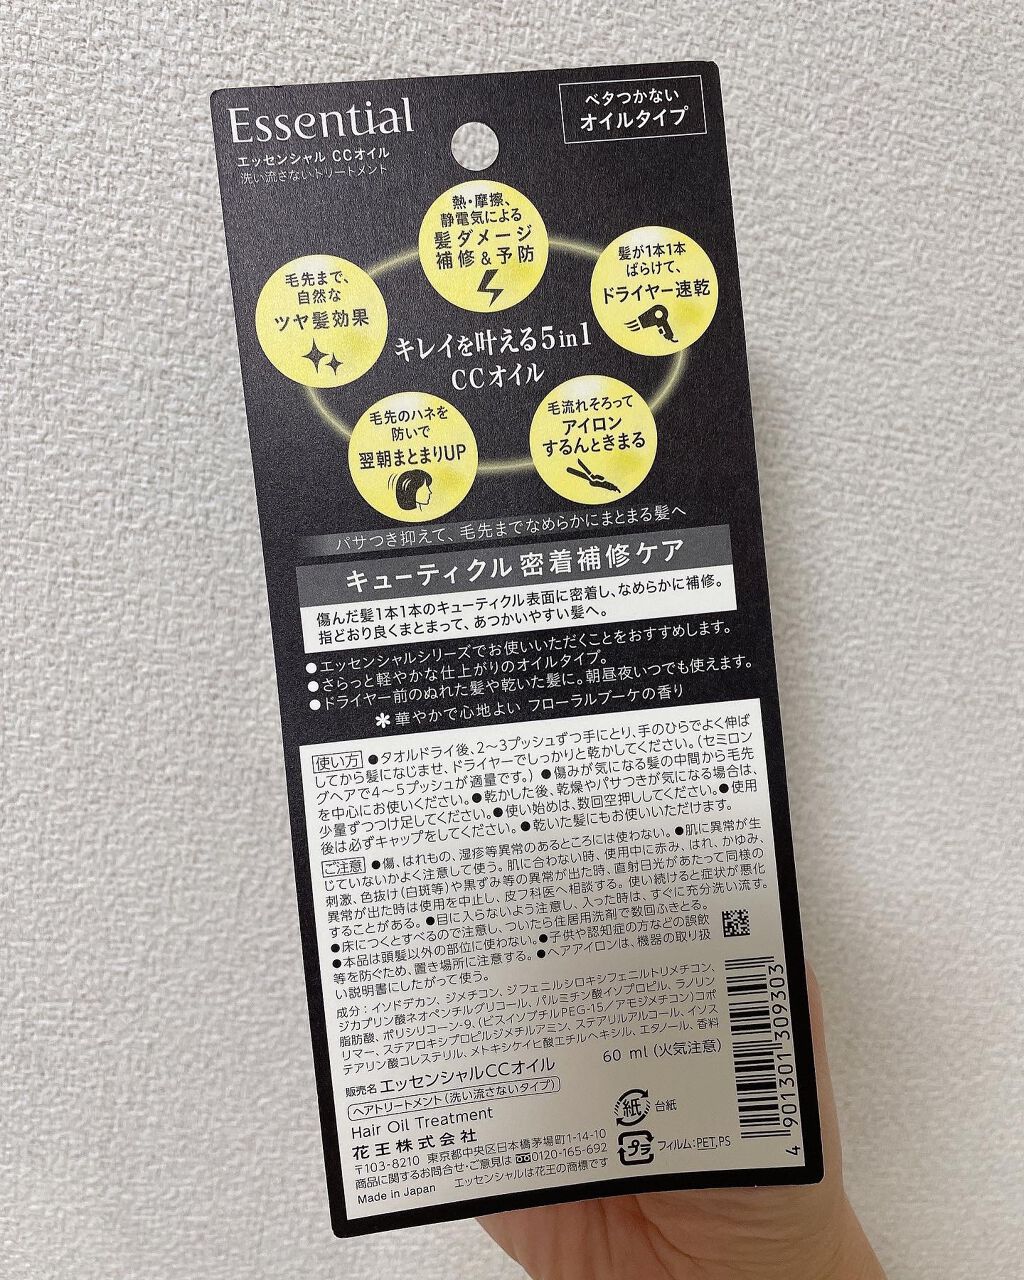 Essential
エッセンシャル CCオイル
洗い流さないトリートメント
ベタつかない
オイルタイプ
熱・摩擦、
静電気による
髪ダメージ
補修&予防
毛先まで、
自然な
ツヤ髪効果
髪が1本1本
ばらけて、
ドライヤー速乾
キレイを叶える5in1
CCオイル
毛先のハネを
防いで
翌朝まとまりUP
毛流れそろって
アイロン
するんときまる
パサつき抑えて、毛先までなめらかにまとまる髪へ
キューティクル 密着補修ケア
傷んだ髪1本1本のキューティクル表面に密着し、なめらかに補修。
指どおり良くまとまって、あつかいやすい髪へ。
●エッセンシャルシリーズでお使いいただくことをおすすめします。
●さらっと軽やかな仕上がりのオイルタイプ。
●ドライヤー前のぬれた髪や乾いた髪に。朝昼夜いつでも使えます。
✻華やかで心地よい フローラルブーケの香り
使い方 ●タオルドライ後、2～3プッシュずつ手にとり、手のひらでよく伸ば
してから髪になじませ、ドライヤーでしっかりと乾かしてください。(セミロン
グヘアで4～5プッシュが適量です。) ●傷みが気になる髪の中間から毛先
を中心にお使いください。●乾かした後、乾燥やパサつきが気になる場合は、
少量ずつつけ足してください。●使い始めは、数回空押ししてください。●使用
後は必ずキャップをしてください。●乾いた髪にもお使いいただけます。
ご注意 ●傷、はれもの、湿疹等異常のあるところには使わない。●肌に異常が生
じていないかよく注意して使う。肌に合わない時、使用中に赤み、はれ、かゆみ、
刺激、色抜け(白斑等)や黒ずみ等の異常が出た時、直射日光があたって同様の
異常が出た時は使用を中止し、皮フ科医へ相談する。使い続けると症状が悪化
することがある。●目に入らないよう注意し、入った時は、すぐに充分洗い流す。
●床につくとすべるので注意し、ついたら住居用洗剤で数回ふきとる。
●本品は頭髪以外の部位に使わない。●子供や認知症の方などの誤飲
等を防ぐため、置き場所に注意する。●ヘアアイロンは、機器の取り扱
い説明書にしたがって使う。
成分：イソドデカン、ジメチコン、ジフェニルシロキシフェニルトリメチコン、
ジカプリン酸ネオペンチルグリコール、パルミチン酸イソプロピル、ラノリン
脂肪酸、ポリシリコーン-9、(ビスイソブチルPEG-15/アモジメチコン)コポ
リマー、ステアロキシプロピルジメチルアミン、ステアリルアルコール、イソス
テアリン酸コレステリル、メトキシケイヒ酸エチルヘキシル、エタノール、香料
60 ml (火気注意)
販売名 エッセンシャルCCオイル
ヘアトリートメント(洗い流さないタイプ)
Hair Oil Treatment
花王株式会社
〒103-8210 東京都中央区日本橋茅場町1-14-10
商品に関するお問合せ・ご意見は 0120-165-692
Made in Japan エッセンシャルは花王の商標です
紙 台紙
プラ フィルム:PET,PS
4 901301 309303